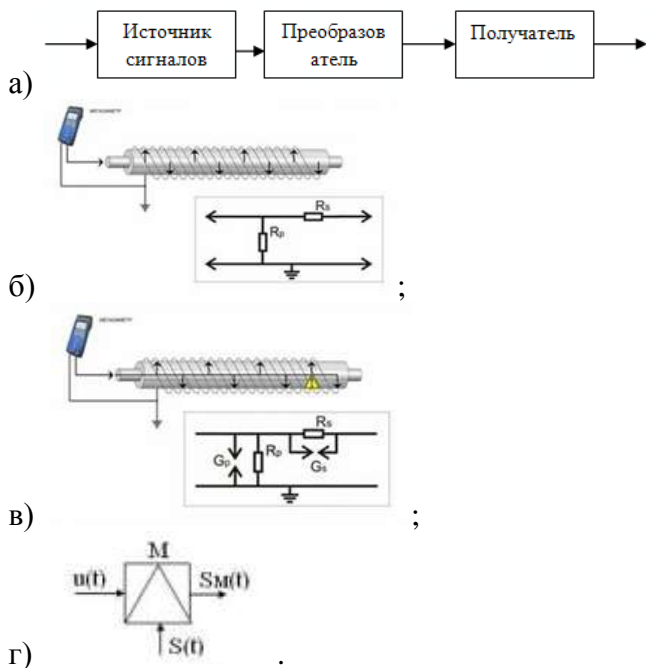 Источник
сигналов
Преобразов
атель
Получатель
а)
Rs
Rp
б)
;
Rs
Gp
Rp
Gs
в)
;
M
u(t)
Sм(t)
S(t)
г)
.